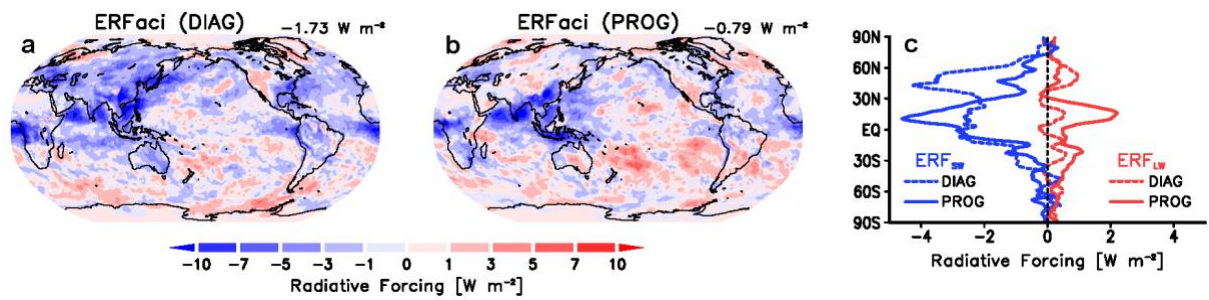 ERFaci (DIAG) −1.73 W m⁻²
a
ERFaci (PROG) −0.79 W m⁻²
b
−10 −7 −5 −3 −1 0 1 3 5 7 10
Radiative Forcing [W m⁻²]
c
90N
60N
30N
EQ
30S
60S
90S
ERF_SW
DIAG
PROG
ERF_LW
DIAG
PROG
−4 −2 0 2 4
Radiative Forcing [W m⁻²]